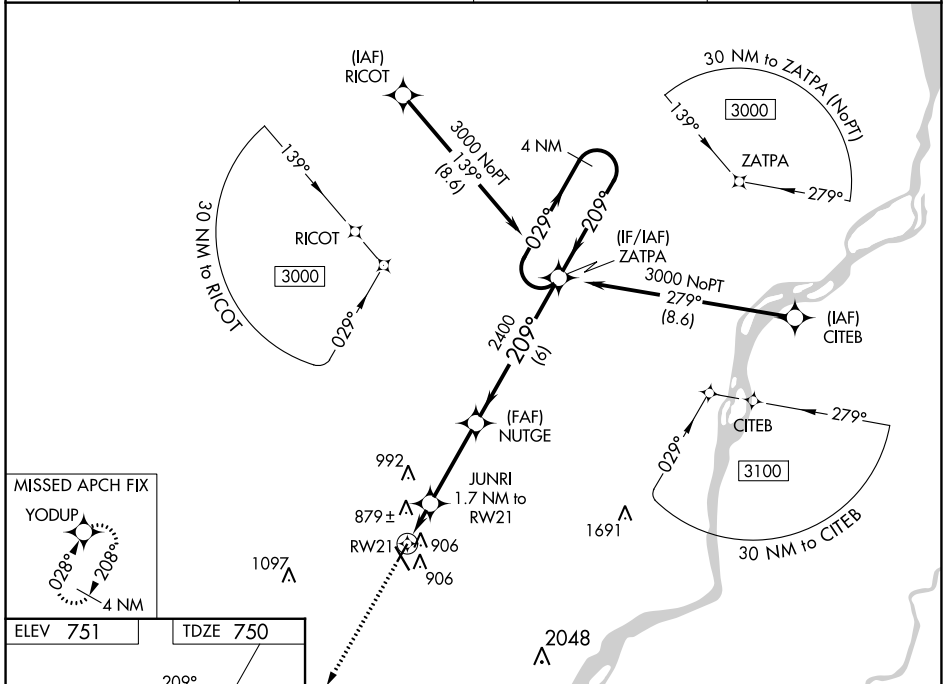 (IAF)
RICOT
3000 NoPT
139°
(8.6)
4 NM
029°
209°
(IF/IAF)
ZATPA
3000 NoPT
279°
(8.6)
(IAF)
CITEB
30 NM to ZATPA (NoPT)
3000
139°
ZATPA
279°
139°
RICOT
3000
029°
30 NM to RICOT
2400
209°
(6)
(FAF)
NUTGE
CITEB
279°
029°
3100
30 NM to CITEB
992
JUNRI
1.7 NM to
RW21
879±
RW21
906
906
1691
1097
2048
MISSED APCH FIX
YODUP
028°
208°
4 NM
ELEV 751
TDZE 750
209°